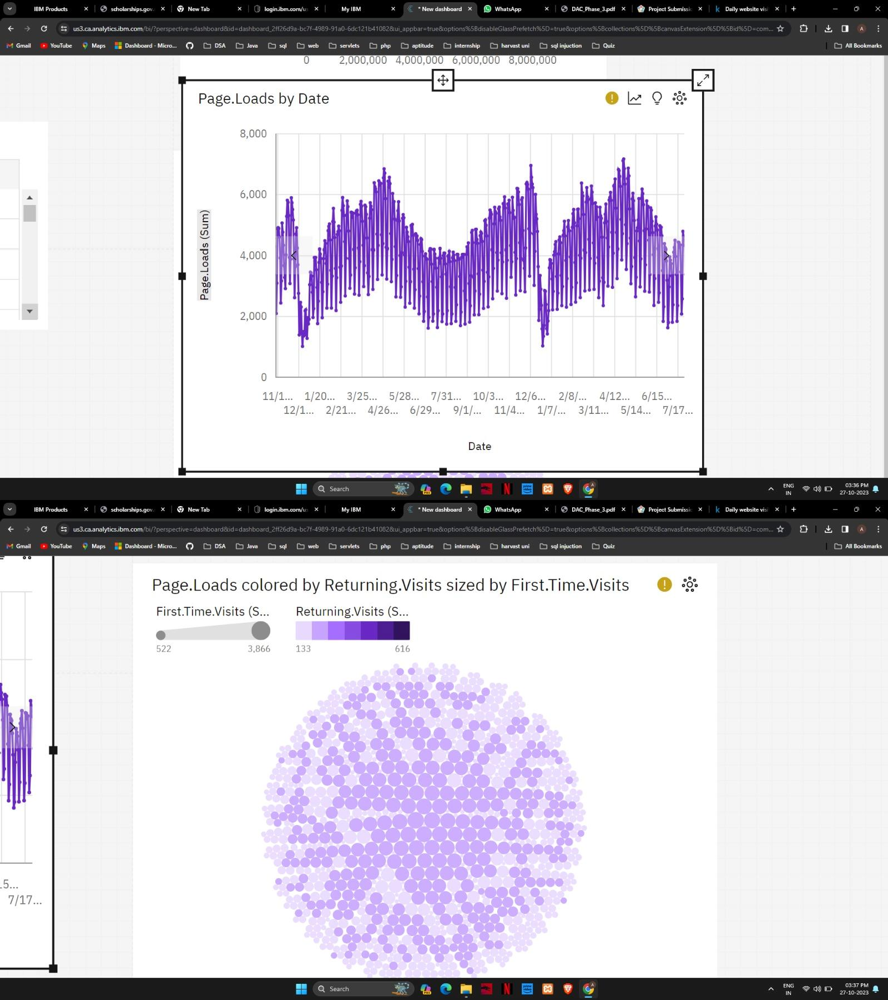 IBM Products scholarships.gov. New Tab login.ibm.com/u My IBM * New dashboard WhatsApp DAC_Phase_3.pdf Project Submissi Daily website visi
us3.ca.analytics.ibm.com/bi/?perspective=dashboard&id=dashboard_2ff26d9a-bc7f-4989-91a0-6dc121b41082&ui_appbar=true&options%5BdisableGlassPrefetch%5D=true&options%5Bcollections%5D%5BcanvasExtension%5D%5Bid%5D=com... A
Gmail YouTube Maps Dashboard - Micro... DSA Java sql web servlets php aptitude internship harvast uni sql injuction Quiz All Bookmarks
0 2,000,000 4,000,000 6,000,000 8,000,000
Page.Loads by Date
8,000
6,000
4,000
2,000
0
Page.Loads (Sum)
11/1... 1/20... 3/25... 5/28... 7/31... 10/3... 12/6... 2/8/... 4/12... 6/15...
12/1... 2/21... 4/26... 6/29... 9/1/... 11/4... 1/7/... 3/11... 5/14... 7/17...
Date
Search PRE prime video A ENG IN 03:36 PM
27-10-2023
IBM Products scholarships.gov. New Tab login.ibm.com/u My IBM * New dashboard WhatsApp DAC_Phase_3.pdf Project Submissi Daily website visi
us3.ca.analytics.ibm.com/bi/?perspective=dashboard&id=dashboard_2ff26d9a-bc7f-4989-91a0-6dc121b41082&ui_appbar=true&options%5BdisableGlassPrefetch%5D=true&options%5Bcollections%5D%5BcanvasExtension%5D%5Bid%5D=com... A
Gmail YouTube Maps Dashboard - Micro... DSA Java sql web servlets php aptitude internship harvast uni sql injuction Quiz All Bookmarks
Page.Loads colored by Returning.Visits sized by First.Time.Visits
First.Time.Visits (S... Returning.Visits (S...
522 3,866 133 616
5...
7/17...
Search PRE prime video A ENG IN 03:37 PM
27-10-2023